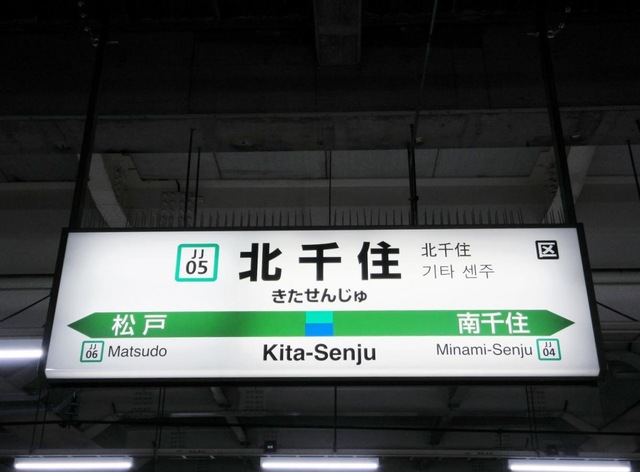 JJ
05
北千住
きたせんじゅ
北千住
기타 센주
区
松戸
南千住
JJ
06
Matsudo
Kita-Senju
Minami-Senju
JJ
04